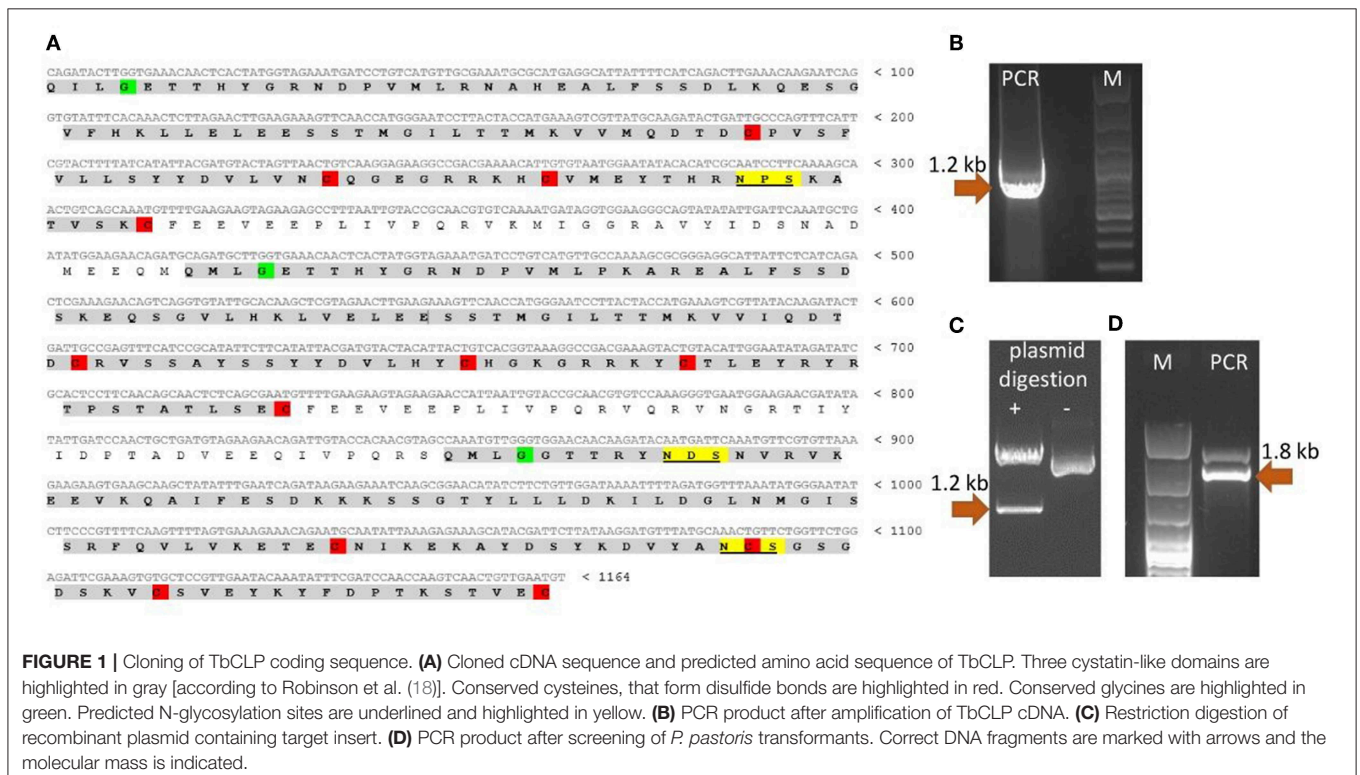 A
CAGATACTTGGTGAAACAACTCACTATGGTAGAAATGATCCTGTCATGTTGCGAAATGCGCATGAGGCATTATTTTCATCAGACTTGAAACAAGAATCAG < 100
Q I L G E T T H Y G R N D P V M L R N A H E A L F S S D L K Q E S G
GTGTATTTCACAAACTCTTAGAACTTGAAGAAAGTTCAACCATGGGAATCCTTACTACCATGAAAGTCGTTATGCAAGATACTGATTGCCCAGTTTCATT < 200
V F H K L L E L E E S S T M G I L T T M K V V M Q D T D C P V S F
CGTACTTTTATCATATTACGATGTACTAGTTAACTGTCAAGGAGAAGGCCGACGAAAACATTGTGTAATGGAATATACACATCGCAATCCTTCAAAAGCA < 300
V L L S Y Y D V L V N C Q G E G R R K H C V M E Y T H R N P S K A
ACTGTCAGCAAATGTTTTGAAGAAGTAGAAGAGCCTTTAATTGTACCGCAACGTGTCAAAATGATAGGTGGAAGGGCAGTATATATTGATTCAAATGCTG < 400
T V S K C F E E V E E P L I V P Q R V K M I G G R A V Y I D S N A D
ATATGGAAGAACAGATGCAGATGCTTGGTGAAACAACTCACTATGGTAGAAATGATCCTGTCATGTTGCCAAAAGCGCGGGAGGCATTATTCTCATCAGA < 500
M E E Q M Q M L G E T T H Y G R N D P V M L P K A R E A L F S S D
CTCGAAAGAACAGTCAGGTGTATTGCACAAGCTCGTAGAACTTGAAGAAAGTTCAACCATGGGAATCCTTACTACCATGAAAGTCGTTATACAAGATACT < 600
S K E Q S G V L H K L V E L E E S S T M G I L T T M K V V I Q D T
GATTGCCGAGTTTCATCCGCATATTCTTCATATTACGATGTACTACATTACTGTCACGGTAAAGGCCGACGAAAGTACTGTACATTGGAATATAGATATC < 700
D C R V S S A Y S S Y Y D V L H Y C H G K G R R K Y C T L E Y R Y R
GCACTCCTTCAACAGCAACTCTCAGCGAATGTTTTGAAGAAGTAGAAGAACCATTAATTGTACCGCAACGTGTCCAAAGGGTGAATGGAAGAACGATATA < 800
T P S T A T L S E C F E E V E E P L I V P Q R V Q R V N G R T I Y
TATTGATCCAACTGCTGATGTAGAAGAACAGATTGTACCACAACGTAGCCAAATGTTGGGTGGAACAACAAGATACAATGATTCAAATGTTCGTGTTAAA < 900
I D P T A D V E E Q I V P Q R S Q M L G G T T R Y N D S N V R V K
GAAGAAGTGAAACAAGCTATATTTGAATCAGATAAGAAGAAATCAAGCGGAACATATCTTCTGTTGGATAAAATTTTAGATGGTTTAAATATGGGAATAT < 1000
E E V K Q A I F E S D K K K S S G T Y L L L D K I L D G L N M G I S
CTTCCCGTTTTCAAGTTTTAGTGAAAGAAACAGAATGCAATATTAAAGAGAAAGCATACGATTCTTATAAGGATGTTTATGCAAACTGTTCTGGTTCTGG < 1100
S R F Q V L V K E T E C N I K E K A Y D S Y K D V Y A N C S G S G
AGATTCGAAAGTGTGCTCCGTTGAATACAAATATTTCGATCCAACCAAGTCAACTGTTGAATGT < 1164
D S K V C S V E Y K Y F D P T K S T V E C
B
PCR M
1.2 kb
C
plasmid
digestion
+ -
1.2 kb
D
M PCR
1.8 kb
FIGURE 1 | Cloning of TbCLP coding sequence. (A) Cloned cDNA sequence and predicted amino acid sequence of TbCLP. Three cystatin-like domains are
highlighted in gray [according to Robinson et al. (18)]. Conserved cysteines, that form disulfide bonds are highlighted in red. Conserved glycines are highlighted in
green. Predicted N-glycosylation sites are underlined and highlighted in yellow. (B) PCR product after amplification of TbCLP cDNA. (C) Restriction digestion of
recombinant plasmid containing target insert. (D) PCR product after screening of P. pastoris transformants. Correct DNA fragments are marked with arrows and the
molecular mass is indicated.